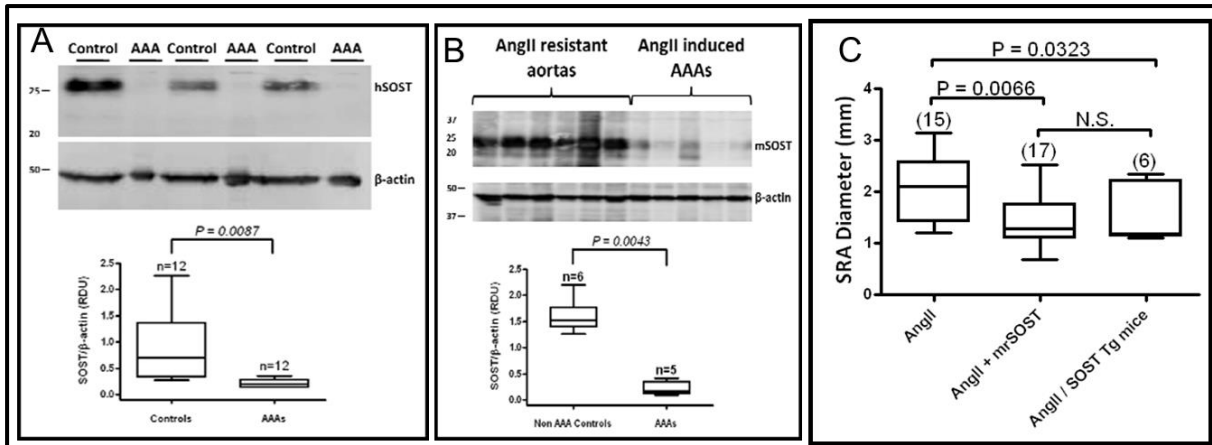 A
Control AAA Control AAA Control AAA
25
hSOST
20
50
β-actin
P = 0.0087
n=12
n=12
SOST/β-actin (RDU)
2.5
2.0
1.5
1.0
0.5
0.0
Controls AAAs
B
AngII resistant aortas
AngII induced AAAs
37
25
20
mSOST
50
β-actin
37
P = 0.0043
n=6
n=5
SOST/β-actin (RDU)
2.5
2.0
1.5
1.0
0.5
0.0
Non AAA Controls AAAs
C
P = 0.0323
P = 0.0066
N.S.
(15)
(17)
(6)
SRA Diameter (mm)
4
3
2
1
0
AngII
AngII + mrSOST
AngII / SOST Tg mice